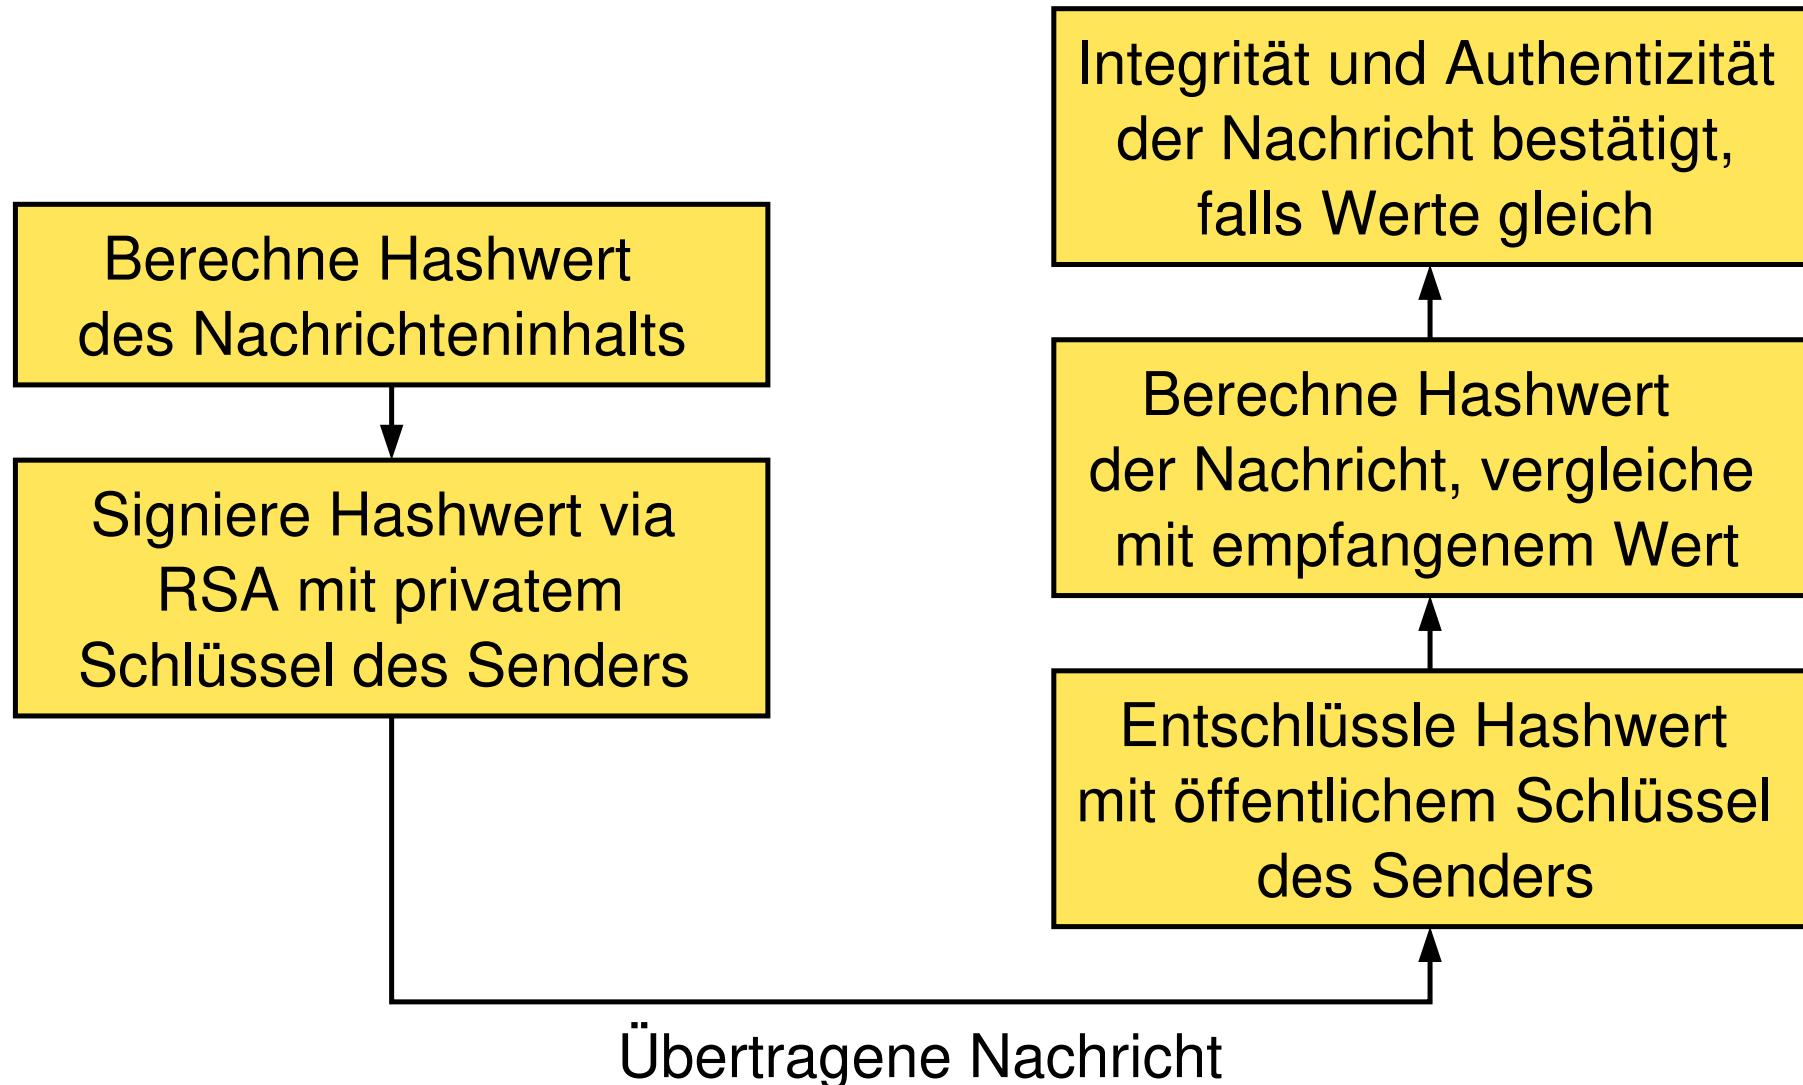 Berechne Hashwert
des Nachrichteninhalts
Signiere Hashwert via
RSA mit privatem
Schlüssel des Senders
Übertragene Nachricht
Entschlüssle Hashwert
mit öffentlichem Schlüssel
des Senders
Berechne Hashwert
der Nachricht, vergleiche
mit empfangenem Wert
Integrität und Authentizität
der Nachricht bestätigt,
falls Werte gleich